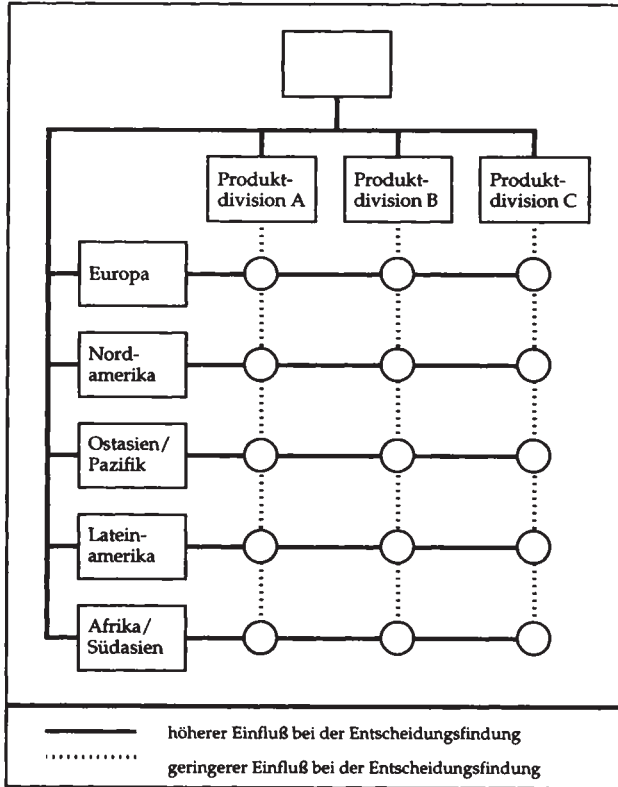 Produkt-
division A
Produkt-
division B
Produkt-
division C
Europa
Nord-
amerika
Ostasien/
Pazifik
Latein-
amerika
Afrika/
Südasien
höherer Einfluß bei der Entscheidungsfindung
geringerer Einfluß bei der Entscheidungsfindung